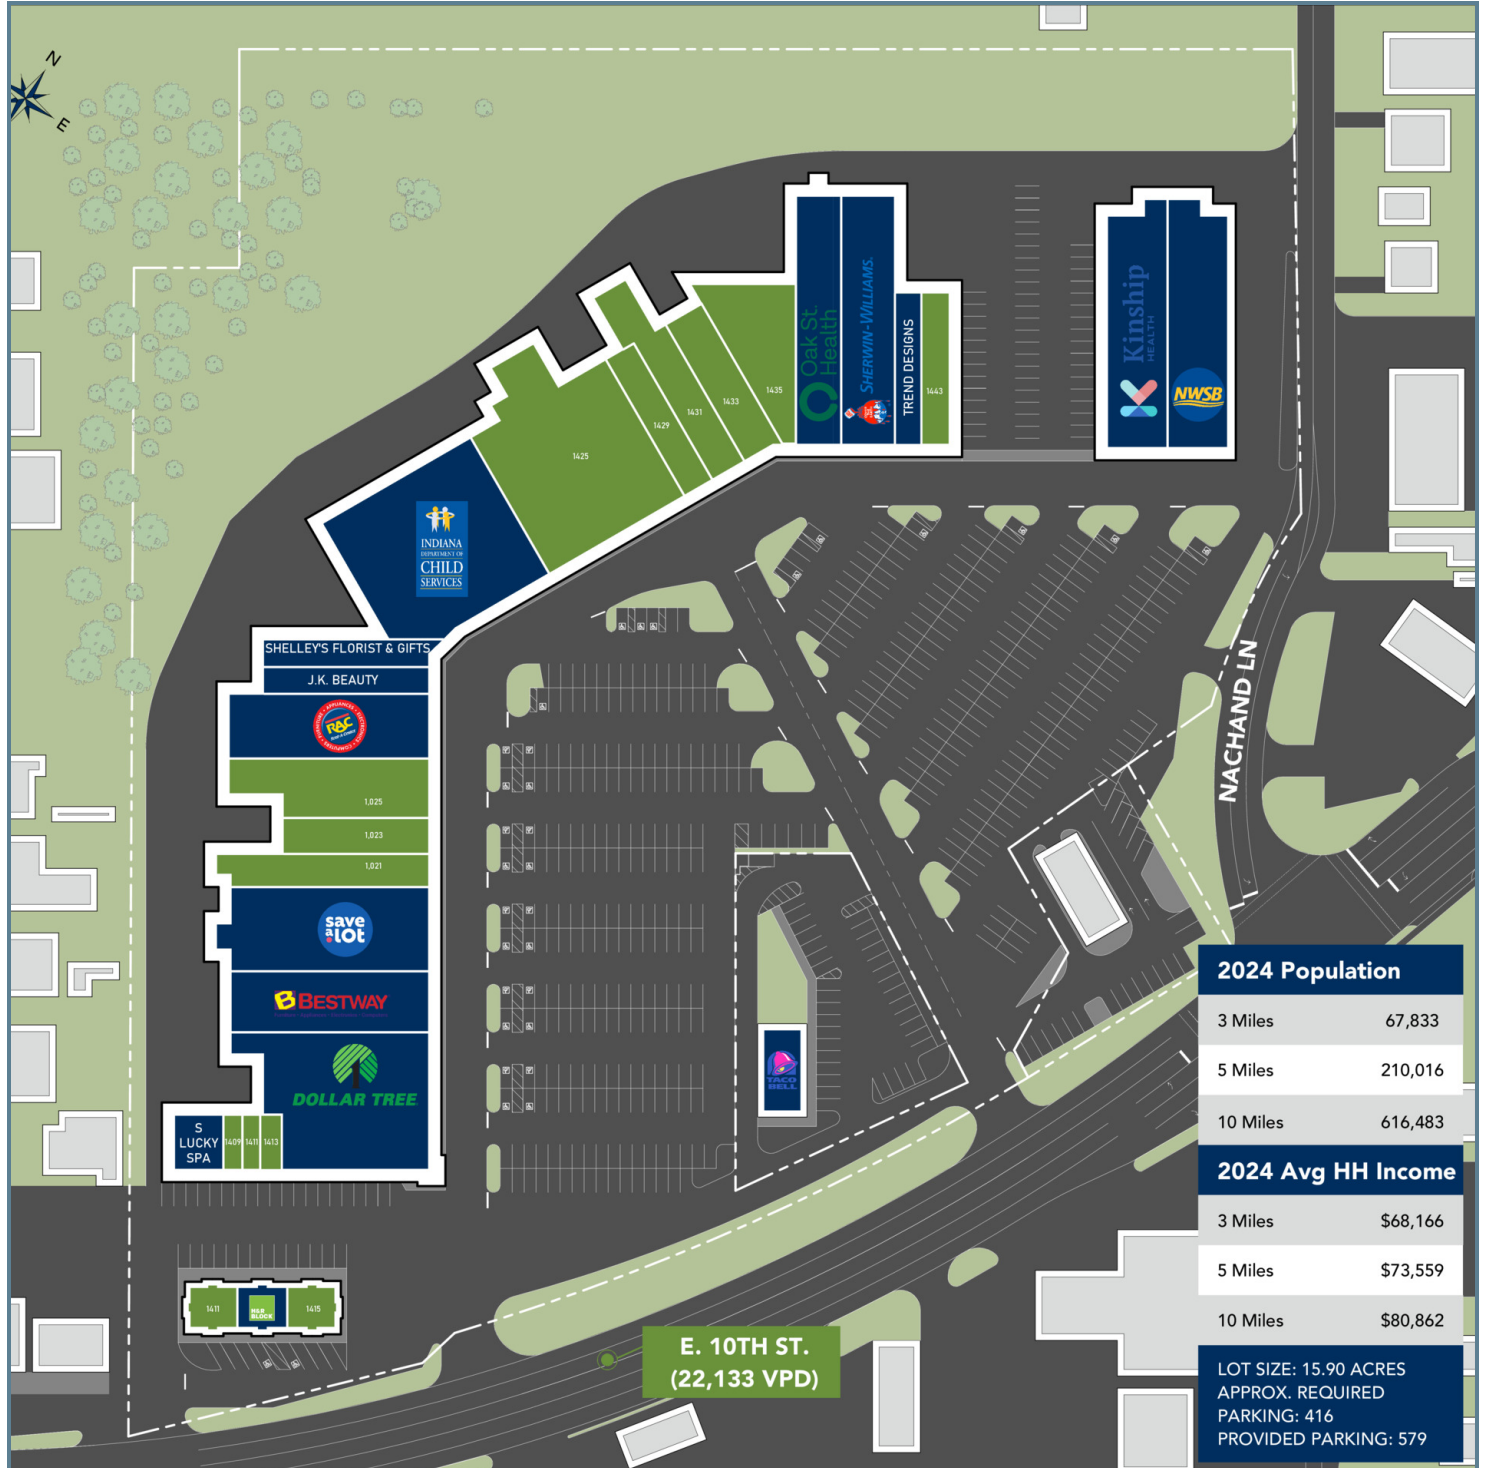 N
E
Oak St.
Health
SHERWIN-WILLIAMS.
TREND DESIGNS
1443
Kinship
HEALTH
NWSB
1435
1433
1431
1429
1425
INDIANA
DEPARTMENT OF
CHILD
SERVICES
SHELLEY'S FLORIST & GIFTS
J.K. BEAUTY
FURNITURE • APPLIANCES • ELECTRONICS • COMPUTERS
RAC
1,025
1,023
1,021
save
a
lot
BESTWAY
DOLLAR TREE
S
LUCKY
SPA
1409
1411
1413
TACO
BELL
NACHAND LN
1411
H&R
BLOCK
1415
E. 10TH ST.
(22,133 VPD)
2024 Population
3 Miles 67,833
5 Miles 210,016
10 Miles 616,483
2024 Avg HH Income
3 Miles $68,166
5 Miles $73,559
10 Miles $80,862
LOT SIZE: 15.90 ACRES
APPROX. REQUIRED
PARKING: 416
PROVIDED PARKING: 579